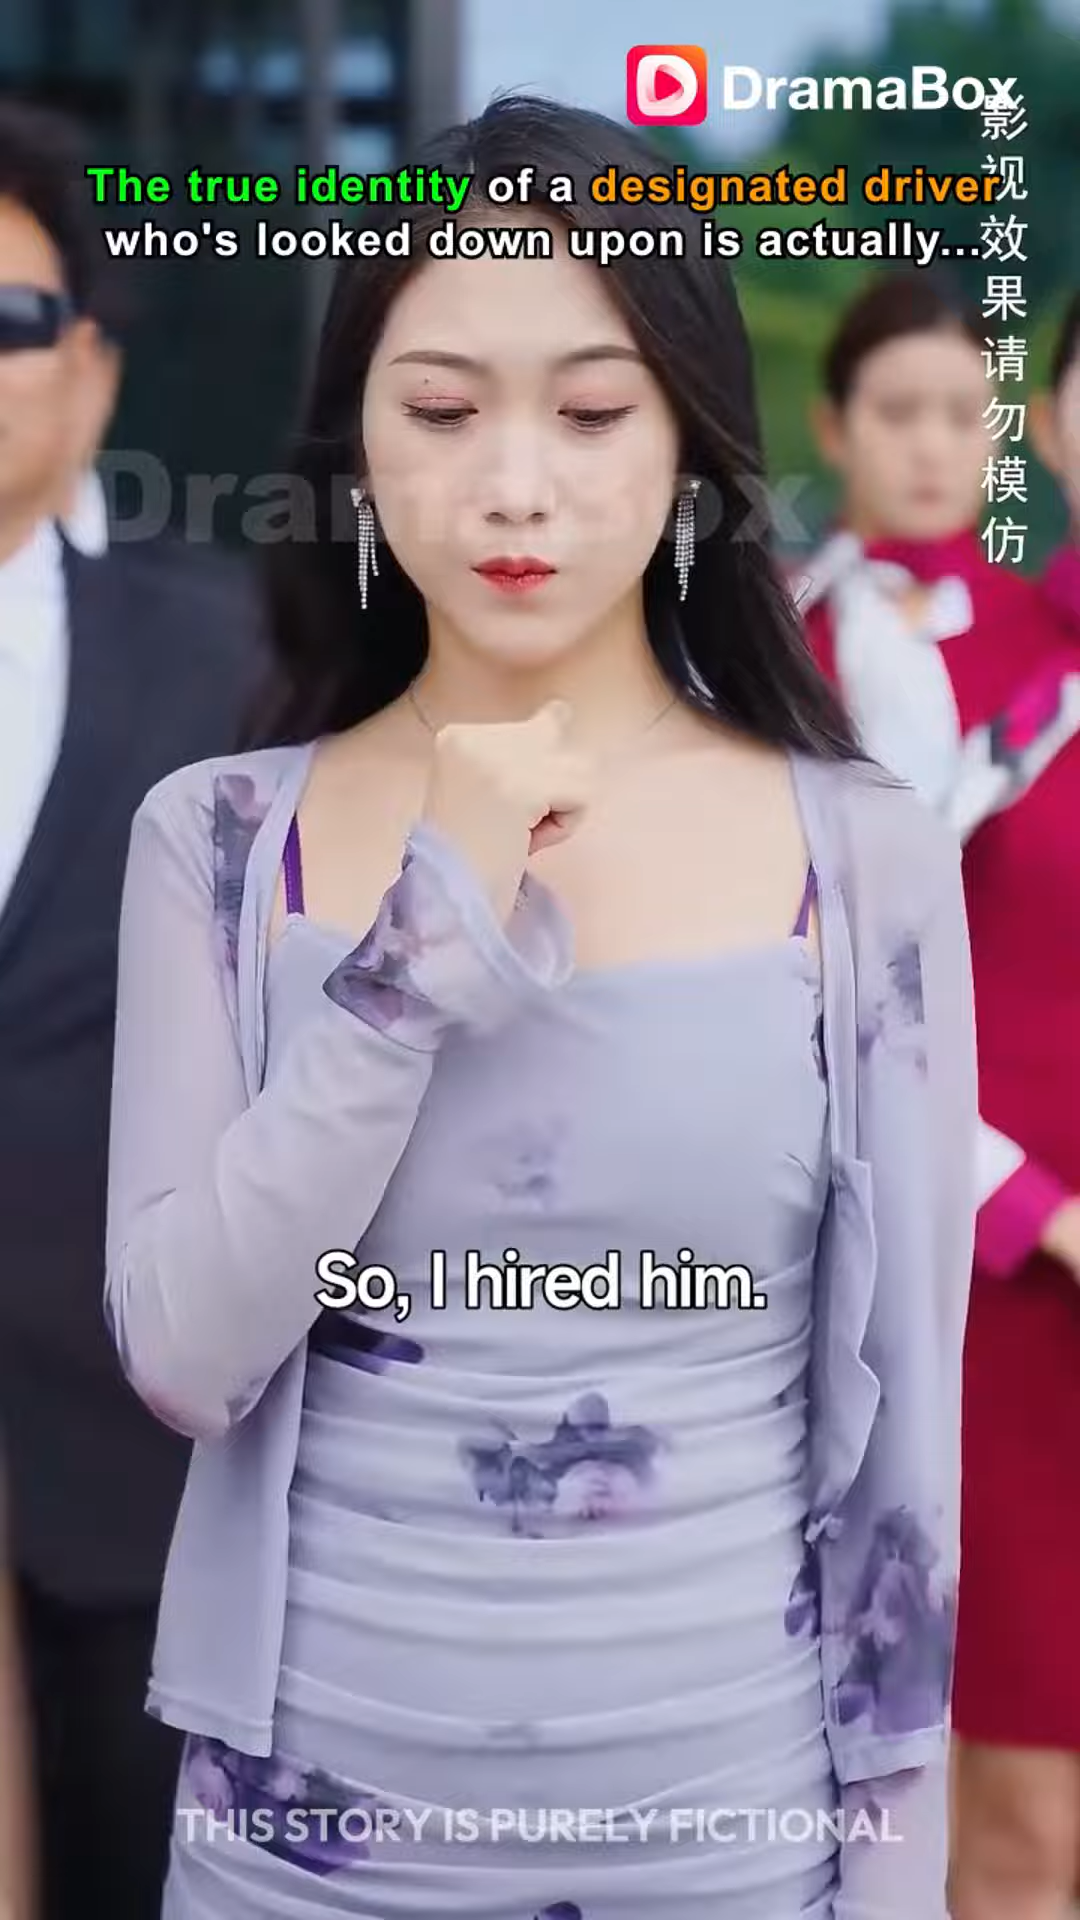 DramaBox
The true identity of a designated driver
who's looked down upon is actually...
影视效果请勿模仿
DramaBox
So, I hired him.
THIS STORY IS PURELY FICTIONAL